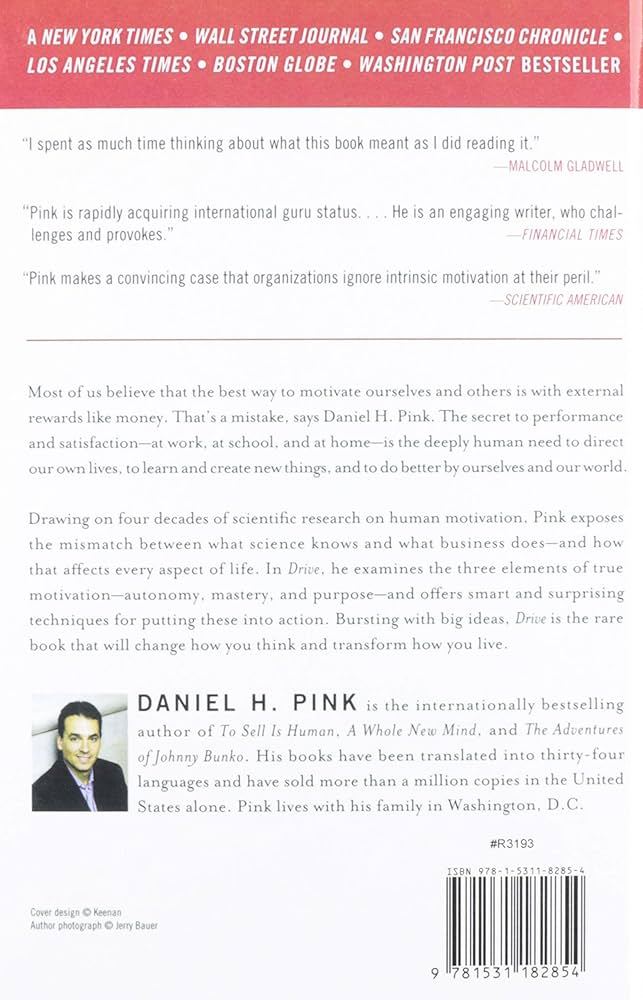 A NEW YORK TIMES • WALL STREET JOURNAL • SAN FRANCISCO CHRONICLE •
LOS ANGELES TIMES • BOSTON GLOBE • WASHINGTON POST BESTSELLER
“I spent as much time thinking about what this book meant as I did reading it.”
—MALCOLM GLADWELL
“Pink is rapidly acquiring international guru status. . . . He is an engaging writer, who chal-
lenges and provokes.”
—FINANCIAL TIMES
“Pink makes a convincing case that organizations ignore intrinsic motivation at their peril.”
—SCIENTIFIC AMERICAN
Most of us believe that the best way to motivate ourselves and others is with external
rewards like money. That’s a mistake, says Daniel H. Pink. The secret to performance
and satisfaction—at work, at school, and at home—is the deeply human need to direct
our own lives, to learn and create new things, and to do better by ourselves and our world.
Drawing on four decades of scientific research on human motivation, Pink exposes
the mismatch between what science knows and what business does—and how
that affects every aspect of life. In Drive, he examines the three elements of true
motivation—autonomy, mastery, and purpose—and offers smart and surprising
techniques for putting these into action. Bursting with big ideas, Drive is the rare
book that will change how you think and transform how you live.
DANIEL H. PINK is the internationally bestselling
author of To Sell Is Human, A Whole New Mind, and The Adventures
of Johnny Bunko. His books have been translated into thirty-four
languages and have sold more than a million copies in the United
States alone. Pink lives with his family in Washington, D.C.
#R3193
ISBN 978-1-5311-8285-4
9 781531 182854
Cover design © Keenan
Author photograph © Jerry Bauer